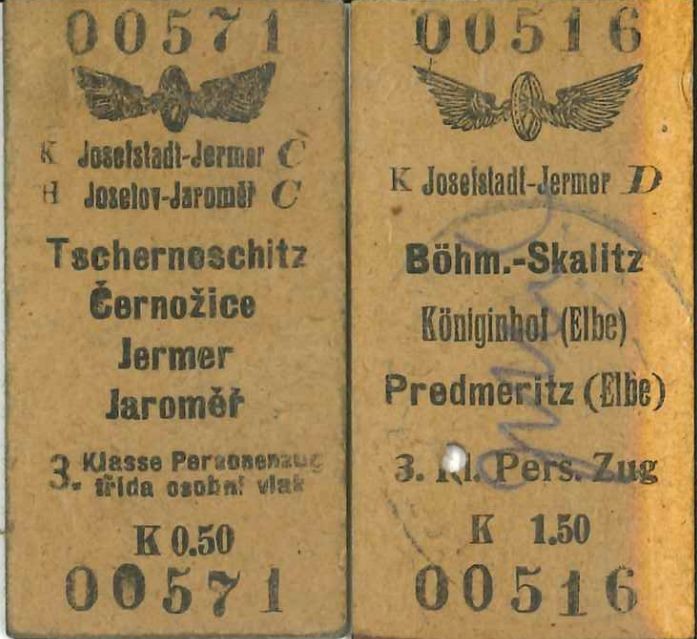 00571
K Josefstadt-Jermer C
H Josefov-Jaroměř C
Tscherneschitz
Černožice
Jermer
Jaroměř
3. Klasse Personenzug
třída osobní vlak
K 0.50
00571
00516
K Josefstadt-Jermer D
Böhm.-Skalitz
Königinhof (Elbe)
Predmeritz (Elbe)
3. Kl. Pers. Zug
K 1.50
00516